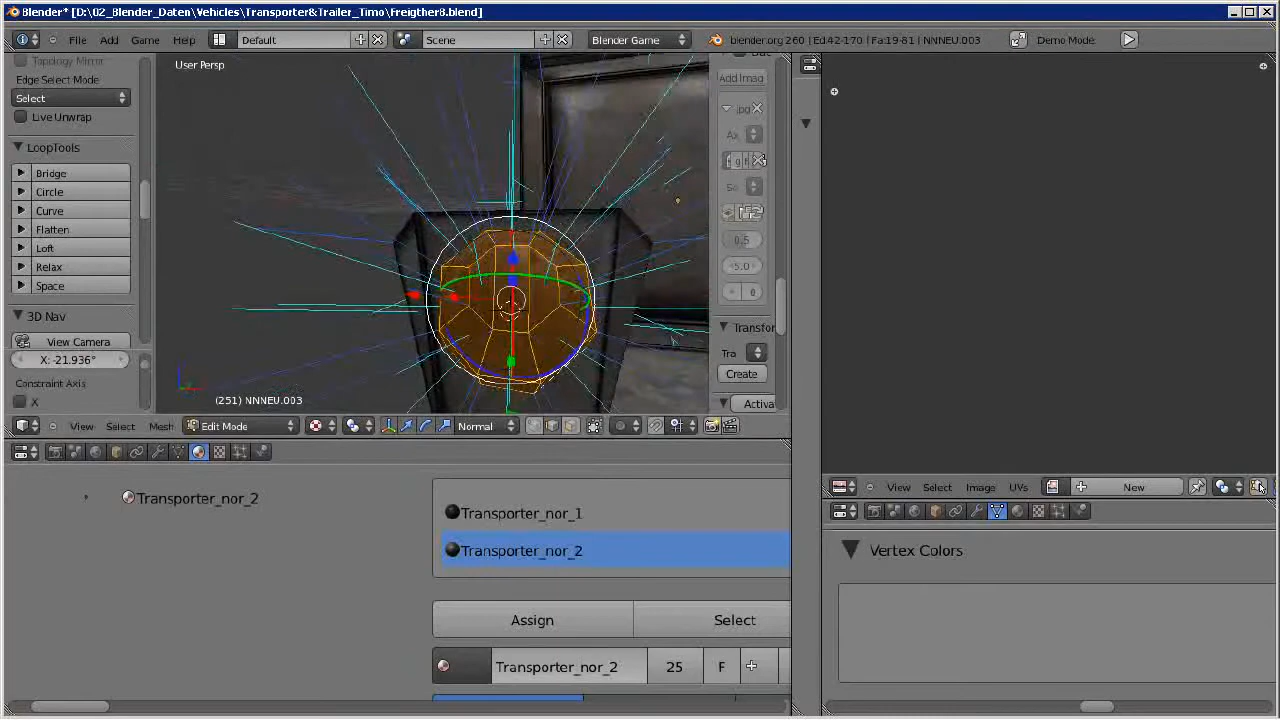 Blender* [D:\02_Blender_Daten\Vehicles\Transporter&Trailer_Timo\Freigther8.blend]
File Add Game Help Default Scene Blender Game blender.org 260 | Ed:42-170 | Fa:19-81 | NNNEU.003 Demo Mode:
Topology Mirror
Edge Select Mode
Select
Live Unwrap
LoopTools
Bridge
Circle
Curve
Flatten
Loft
Relax
Space
3D Nav
View Camera
X: -21.936°
Constraint Axis
X
User Persp
(251) NNNEU.003
Add Imag
Ax
0.5
-5.0
0
Transfor
Tra
Create
Activa
View Select Mesh Edit Mode Normal
Transporter_nor_2
Transporter_nor_1
Transporter_nor_2
Assign Select
Transporter_nor_2 25 F
View Select Image UVs New
Vertex Colors